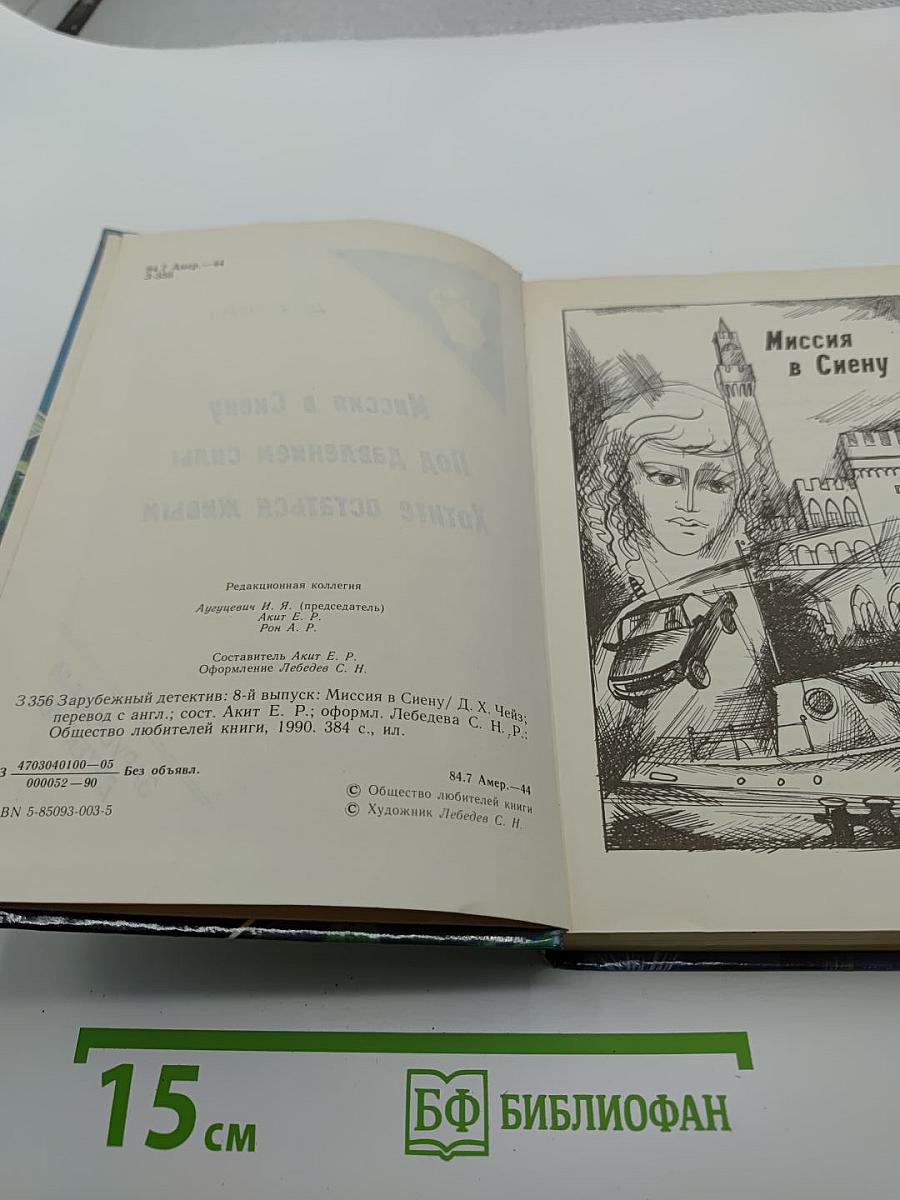 84.7 Амер.—44
З-356
Редакционная коллегия
Аугуцевич И. Я. (председатель)
Акит Е. Р.
Рон А. Р.
Составитель Акит Е. Р.
Оформление Лебедев С. Н.
З 356 Зарубежный детектив: 8-й выпуск: Миссия в Сиену/ Д. Х. Чейз;
перевод с англ.; сост. Акит Е. Р.; оформл. Лебедева С. Н. Р.:
Общество любителей книги, 1990. 384 с., ил.
З 4703040100—05
000052—90
Без объявл.
BN 5-85093-003-5
84.7 Амер.—44
© Общество любителей книги
© Художник Лебедев С. Н.
Миссия
в Сиену
Миссия в Сиену
Под давлением силы
Хотите остаться живым
15 см
БФ БИБЛИОФАН